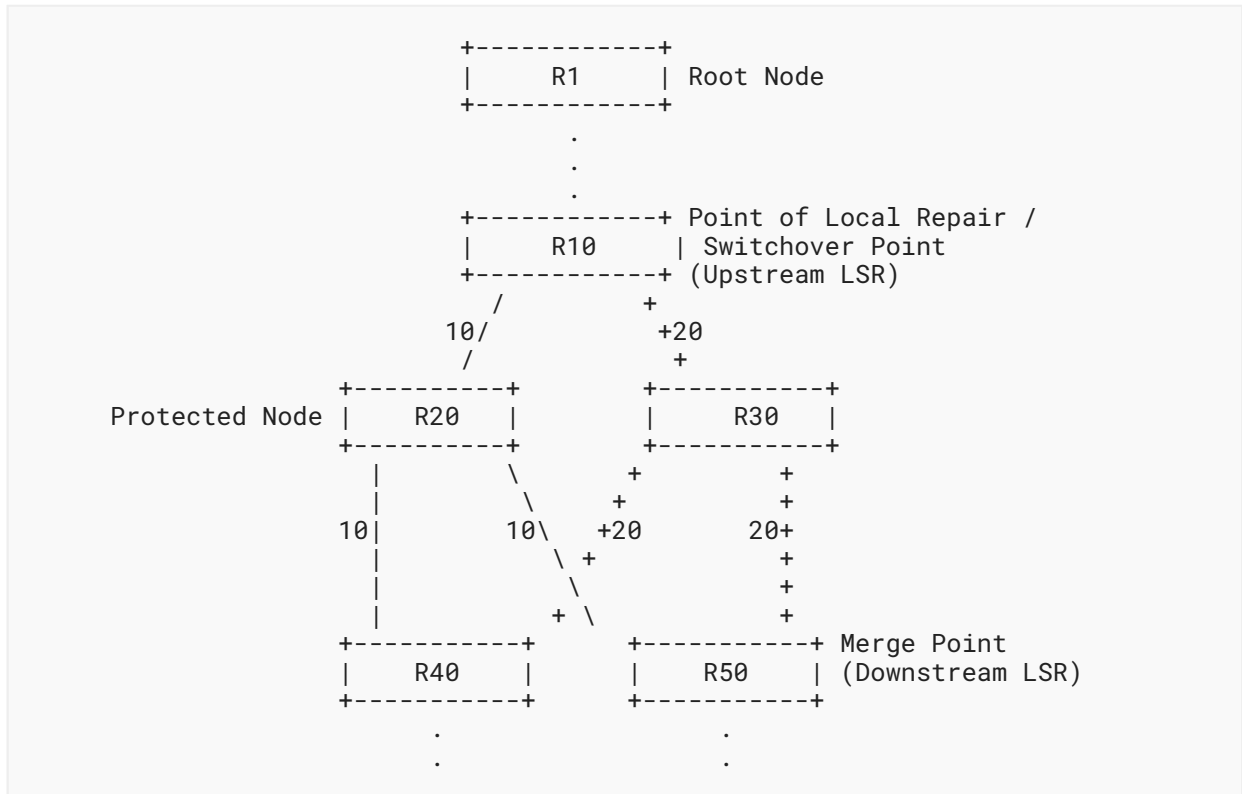 +------------+
|     R1     | Root Node
+------------+
.
.
.
+------------+ Point of Local Repair /
|     R10     | Switchover Point
+------------+ (Upstream LSR)
/         +
10/           +20
/             +
+----------+        +-----------+
Protected Node |    R20   |        |     R30   |
+----------+        +-----------+
|        \       +         +
|         \     +          +
10|        10\   +20       20+
|           \ +            +
|            \             +
|           + \            +
+-----------+      +-----------+ Merge Point
|    R40    |      |    R50    | (Downstream LSR)
+-----------+      +-----------+
.                  .
.                  .